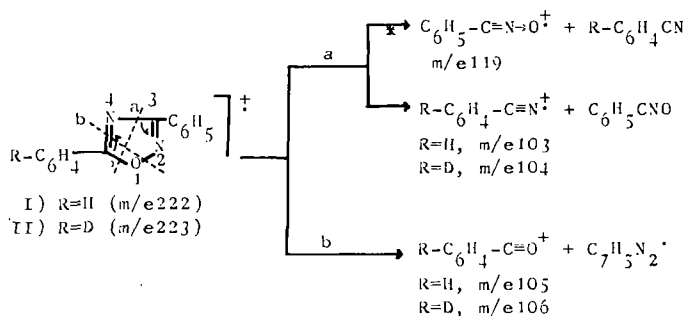 C6H5-C≡N→O+· + R-C6H4CN
m/e119
a
R-C6H4-C≡N+· + C6H5CNO
R=H, m/e103
R=D, m/e104
4 3
b N a C6H5 +·
N
R-C6H4 5 O 2
1
I) R=H (m/e222)
II) R=D (m/e223)
b
R-C6H4-C≡O+ + C7H5N2·
R=H, m/e105
R=D, m/e106